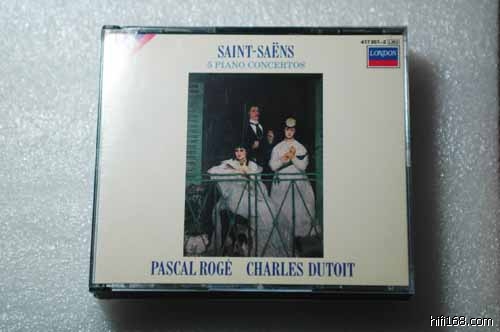 SAINT-SAËNS
5 PIANO CONCERTOS
LONDON
PASCAL ROGÉ CHARLES DUTOIT
hifi168.com